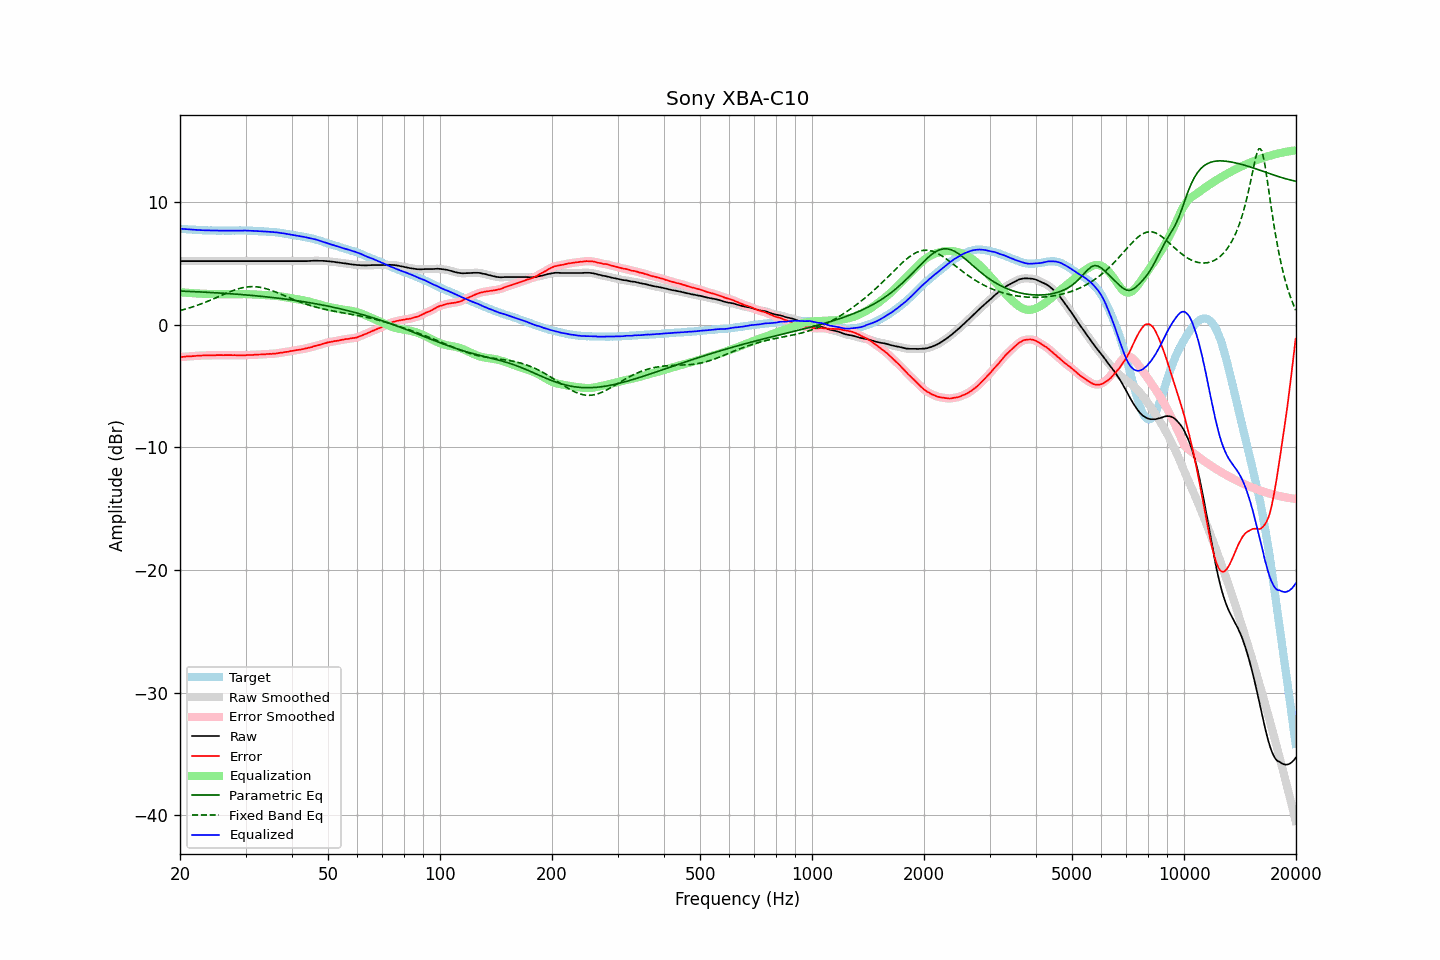 Sony XBA-C10
Amplitude (dBr)
10
0
−10
−20
−30
−40
Target
Raw Smoothed
Error Smoothed
Raw
Error
Equalization
Parametric Eq
Fixed Band Eq
Equalized
20 50 100 200 500 1000 2000 5000 10000 20000
Frequency (Hz)